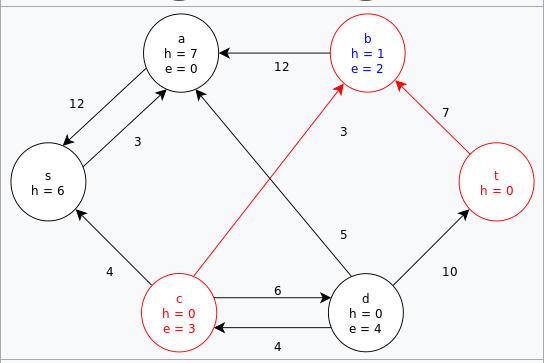 a
h = 7
e = 0
b
h = 1
e = 2
12
12
3
7
3
s
h = 6
t
h = 0
5
4
10
c
h = 0
e = 3
6
d
h = 0
e = 4
4